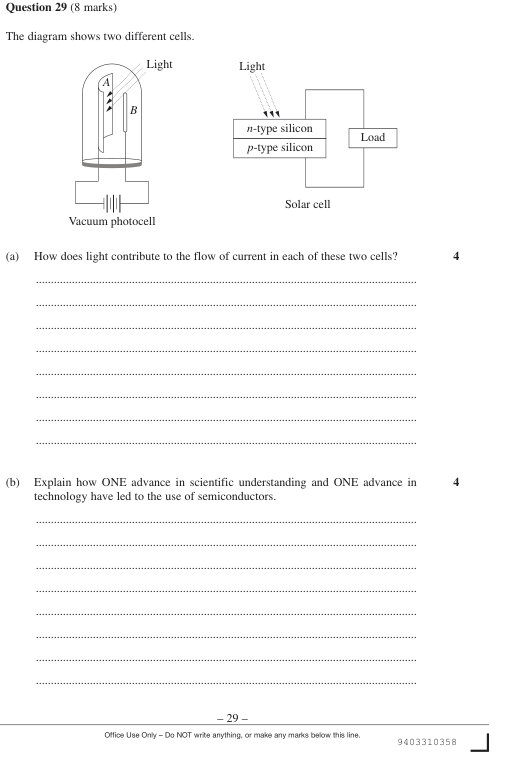 Question 29 (8 marks)
The diagram shows two different cells.
Light
A
B
Vacuum photocell
Light
n-type silicon
p-type silicon
Load
Solar cell
(a) How does light contribute to the flow of current in each of these two cells? 4
(b) Explain how ONE advance in scientific understanding and ONE advance in 4
technology have led to the use of semiconductors.
– 29 –
Office Use Only – Do NOT write anything, or make any marks below this line.
9403310358